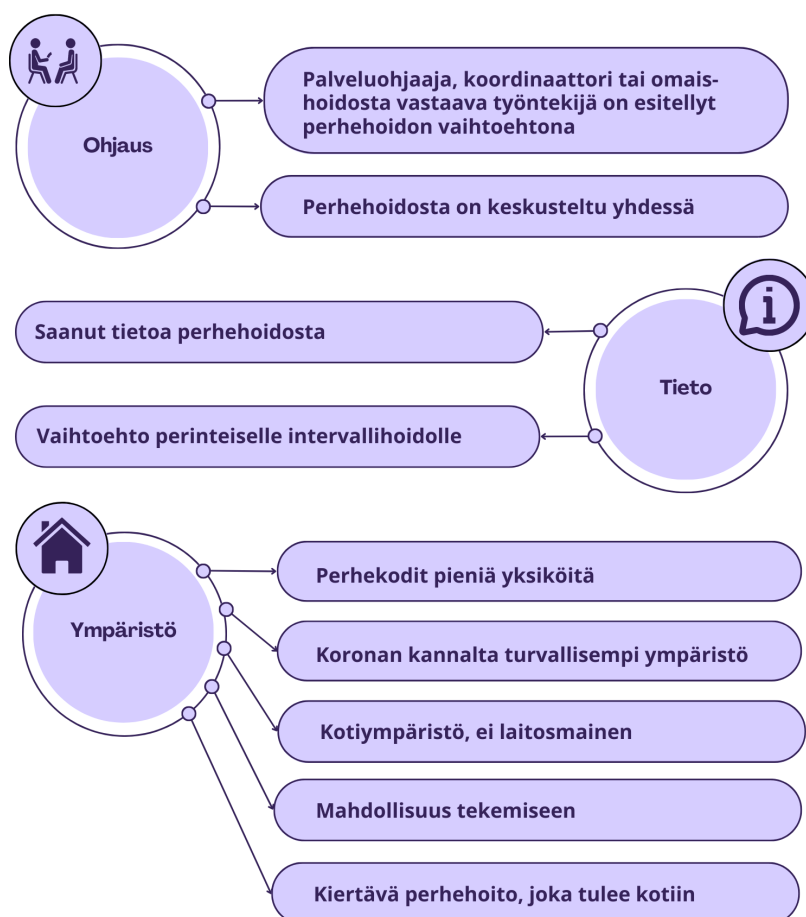 Ohjaus
Palveluohjaaja, koordinaattori tai omais-
hoidosta vastaava työntekijä on esitellyt
perhehoidon vaihtoehtona
Perhehoidosta on keskusteltu yhdessä
Tieto
Saanut tietoa perhehoidosta
Vaihtoehto perinteiselle intervallihoidolle
Ympäristö
Perhekodit pieniä yksiköitä
Koronan kannalta turvallisempi ympäristö
Kotiympäristö, ei laitosmainen
Mahdollisuus tekemiseen
Kiertävä perhehoito, joka tulee kotiin